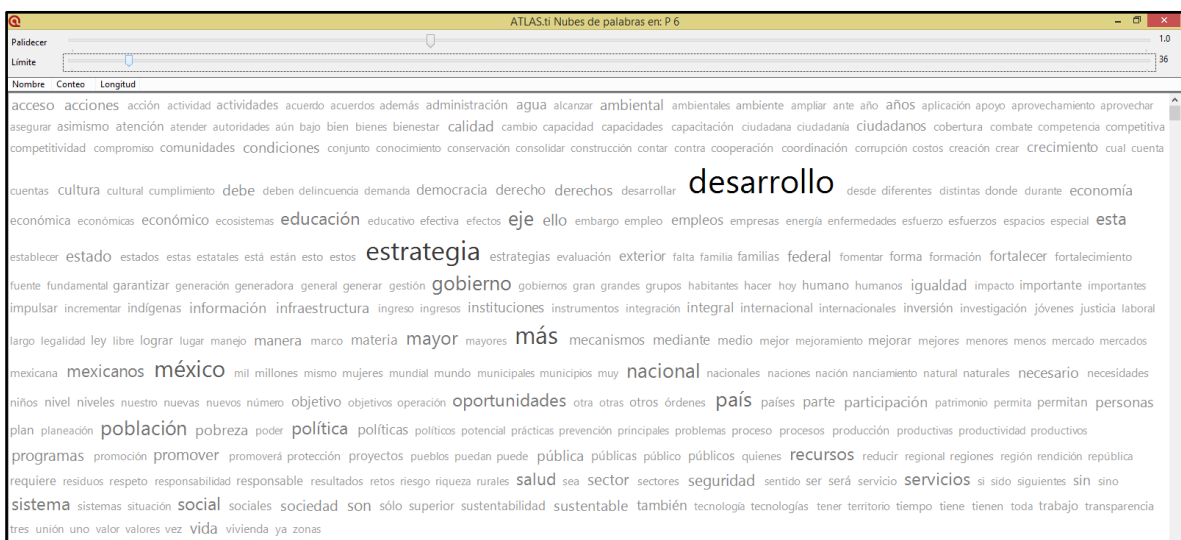 ATLAS.ti Nubes de palabras en: P 6
Palidecer 1.0
Límite 36
Nombre Conteo Longitud
acceso acciones acción actividad actividades acuerdo acuerdos además administración agua alcanzar ambiental ambientales ambiente ampliar ante año años aplicación apoyo aprovechamiento aprovechar
asegurar asimismo atención atender autoridades aún bajo bien bienes bienestar calidad cambio capacidad capacidades capacitación ciudadana ciudadanía ciudadanos cobertura combate competencia competitiva
competitividad compromiso comunidades condiciones conjunto conocimiento conservación consolidar construcción contar contra cooperación coordinación corrupción costos creación crear crecimiento cual cuenta
cuentas cultura cultural cumplimiento debe deben delincuencia demanda democracia derecho derechos desarrollar desarrollo desde diferentes distintas donde durante economía
económica económicas económico ecosistemas educación educativo efectiva efectos eje ello embargo empleo empleos empresas energía enfermedades esfuerzo esfuerzos espacios especial esta
establecer estado estados estas estatales está están esto estos estrategia estrategias evaluación exterior falta familia familias federal fomentar forma formación fortalecer fortalecimiento
fuente fundamental garantizar generación generadora general generar gestión gobierno gobiernos gran grandes grupos habitantes hacer hoy humano humanos igualdad impacto importante importantes
impulsar incrementar indígenas información infraestructura ingreso ingresos instituciones instrumentos integración integral internacional internacionales inversión investigación jóvenes justicia laboral
largo legalidad ley libre lograr lugar manejo manera marco materia mayor mayores más mecanismos mediante medio mejor mejoramiento mejorar mejores menores menos mercado mercados
mexicana mexicanos méxico mil millones mismo mujeres mundial mundo municipales municipios muy nacional nacionales naciones nación nanciamiento natural naturales necesario necesidades
niños nivel niveles nuestro nuevas nuevos número objetivo objetivos operación oportunidades otra otras otros órdenes país países parte participación patrimonio permita permitan personas
plan planeación población pobreza poder política políticas políticos potencial prácticas prevención principales problemas proceso procesos producción productivas productividad productivos
programas promoción promover promoverá protección proyectos pueblos puedan puede pública públicas público públicos quienes recursos reducir regional regiones región rendición república
requiere residuos respeto responsabilidad responsable resultados retos riesgo riqueza rurales salud sea sector sectores seguridad sentido ser será servicio servicios si sido siguientes sin sino
sistema sistemas situación social sociales sociedad son sólo superior sustentabilidad sustentable también tecnología tecnologías tener territorio tiempo tiene tienen toda trabajo transparencia
tres unión uno valor valores vez vida vivienda ya zonas